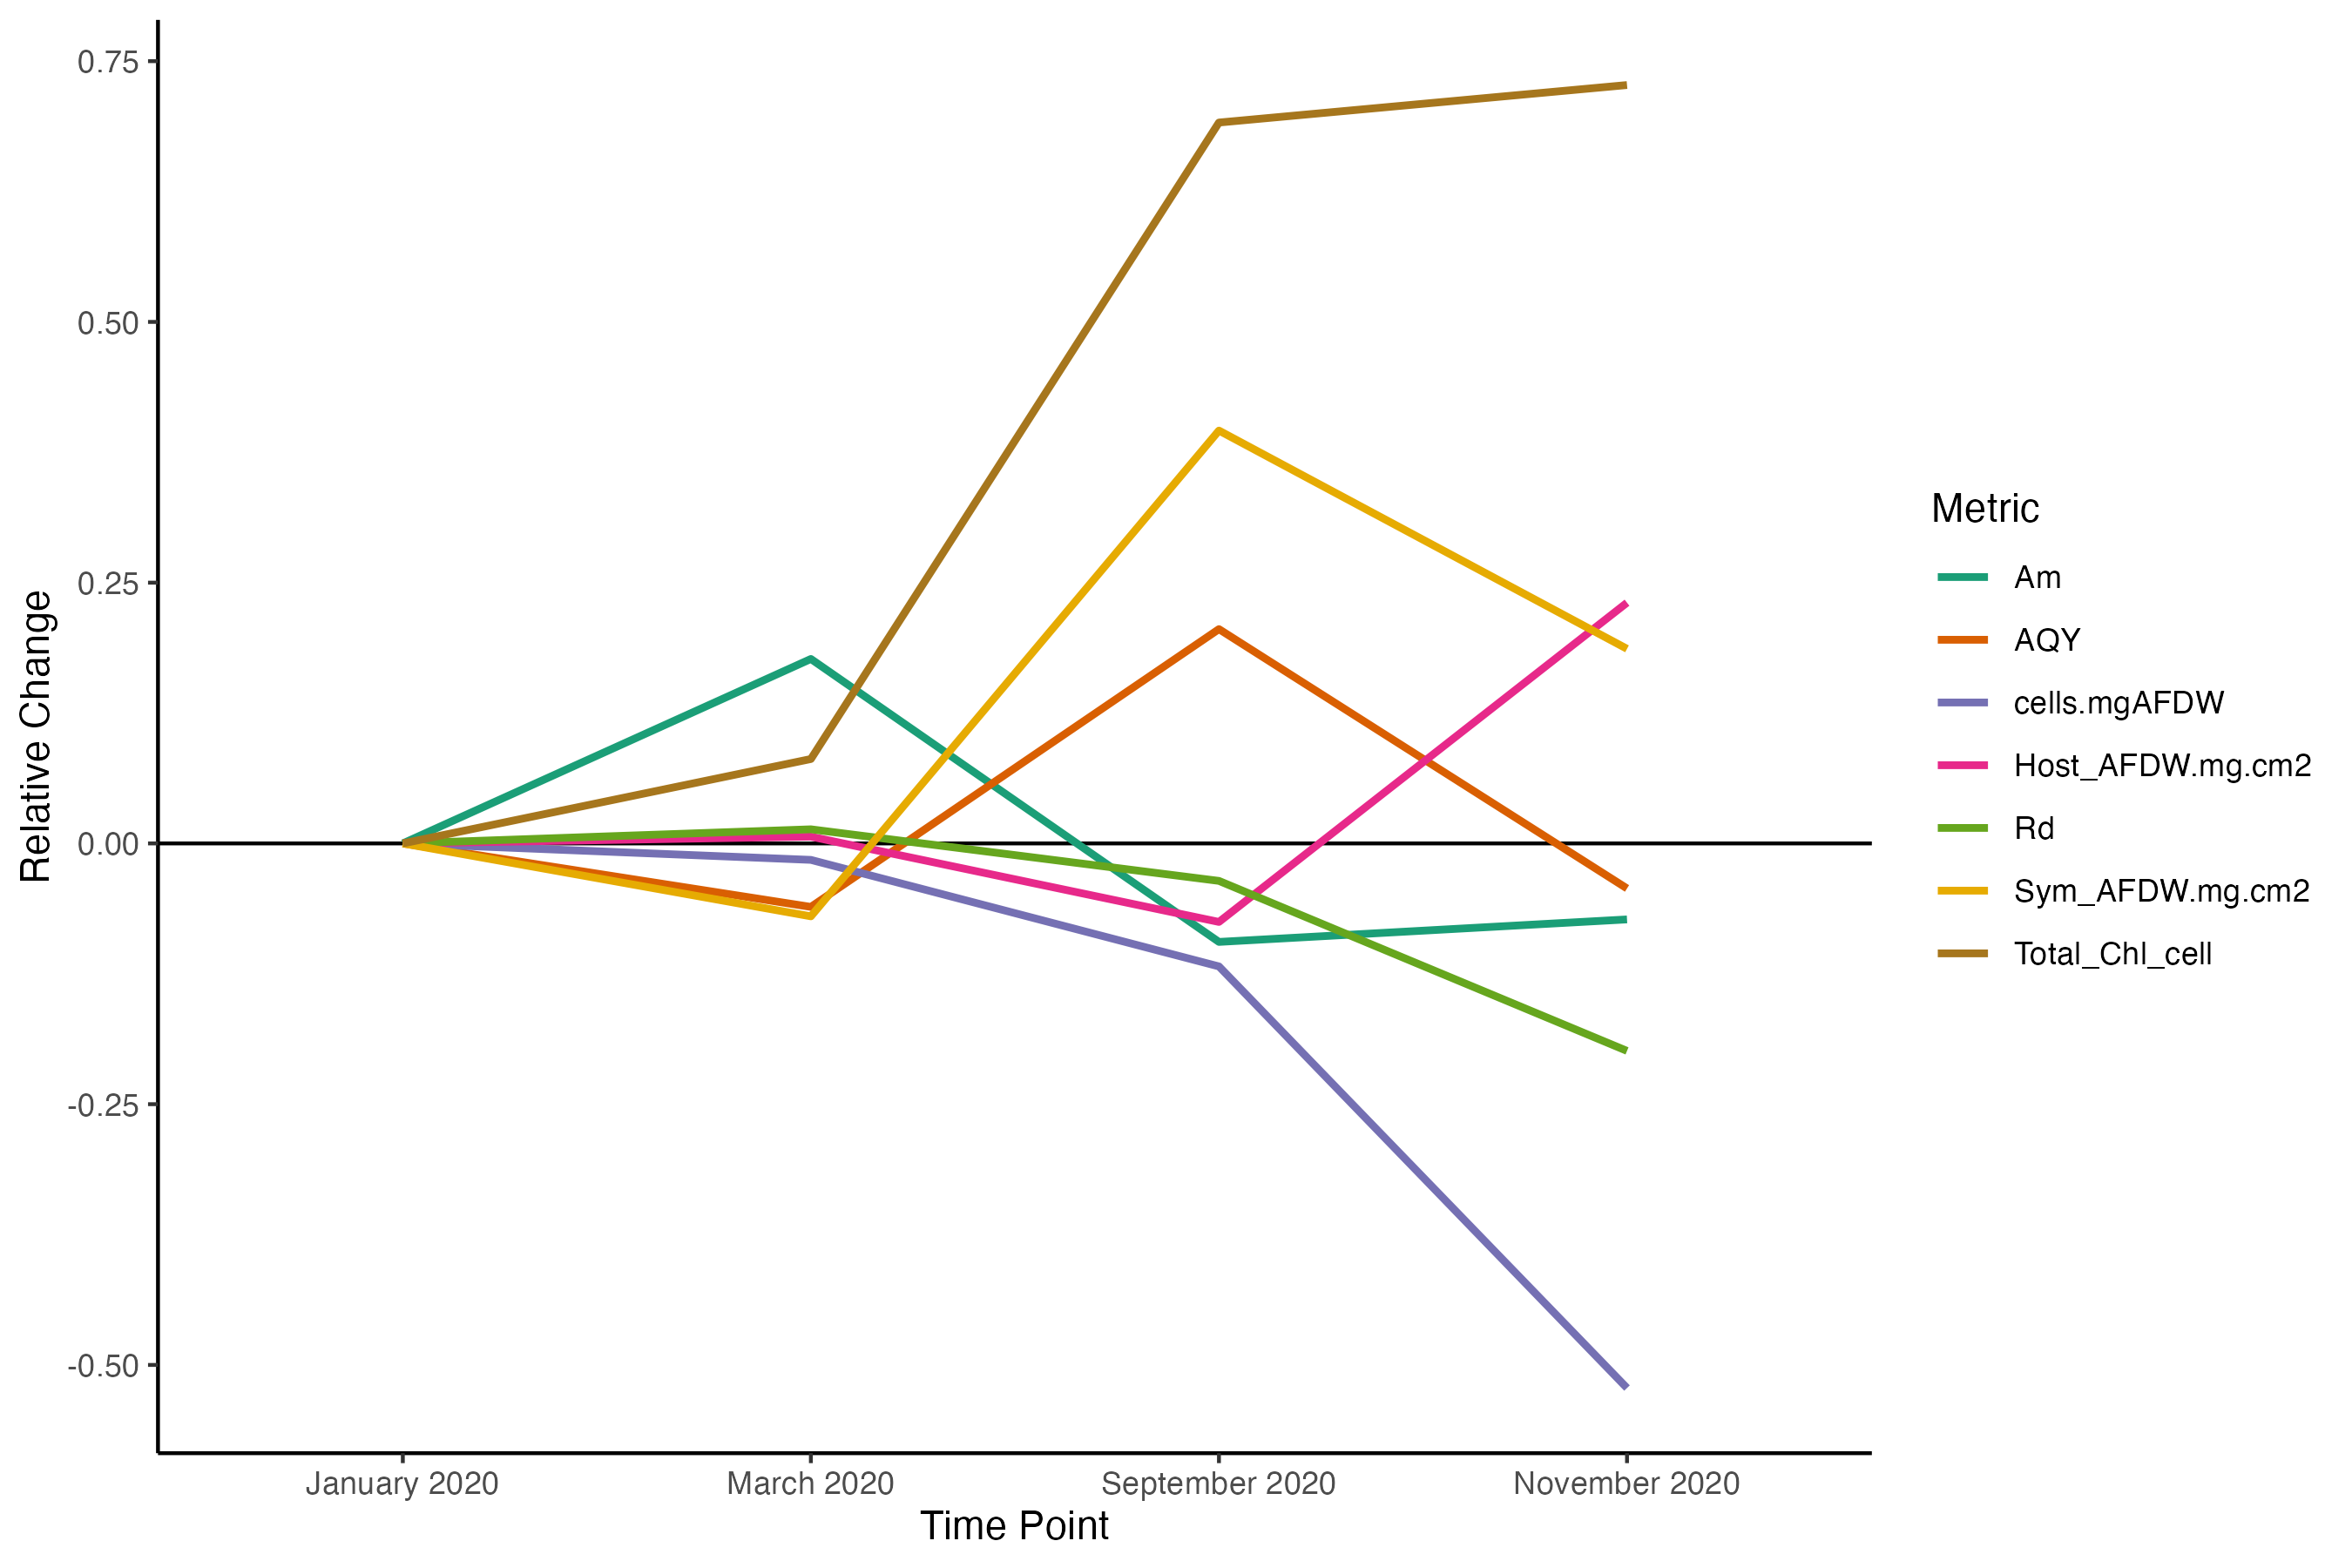 Relative Change
0.75
0.50
0.25
0.00
-0.25
-0.50
January 2020 March 2020 September 2020 November 2020
Time Point
Metric
Am
AQY
cells.mgAFDW
Host_AFDW.mg.cm2
Rd
Sym_AFDW.mg.cm2
Total_Chl_cell